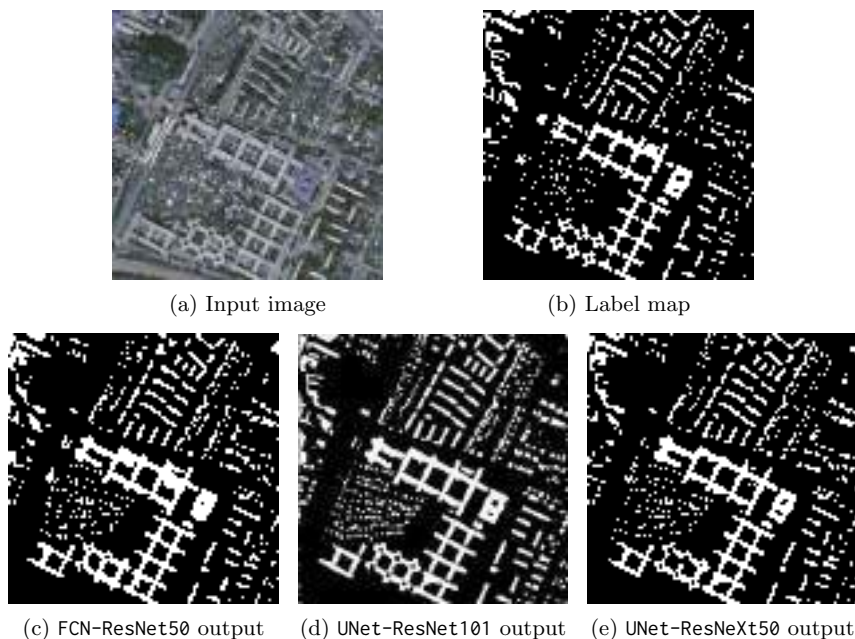 (a) Input image
(b) Label map
(c) FCN-ResNet50 output
(d) UNet-ResNet101 output
(e) UNet-ResNeXt50 output